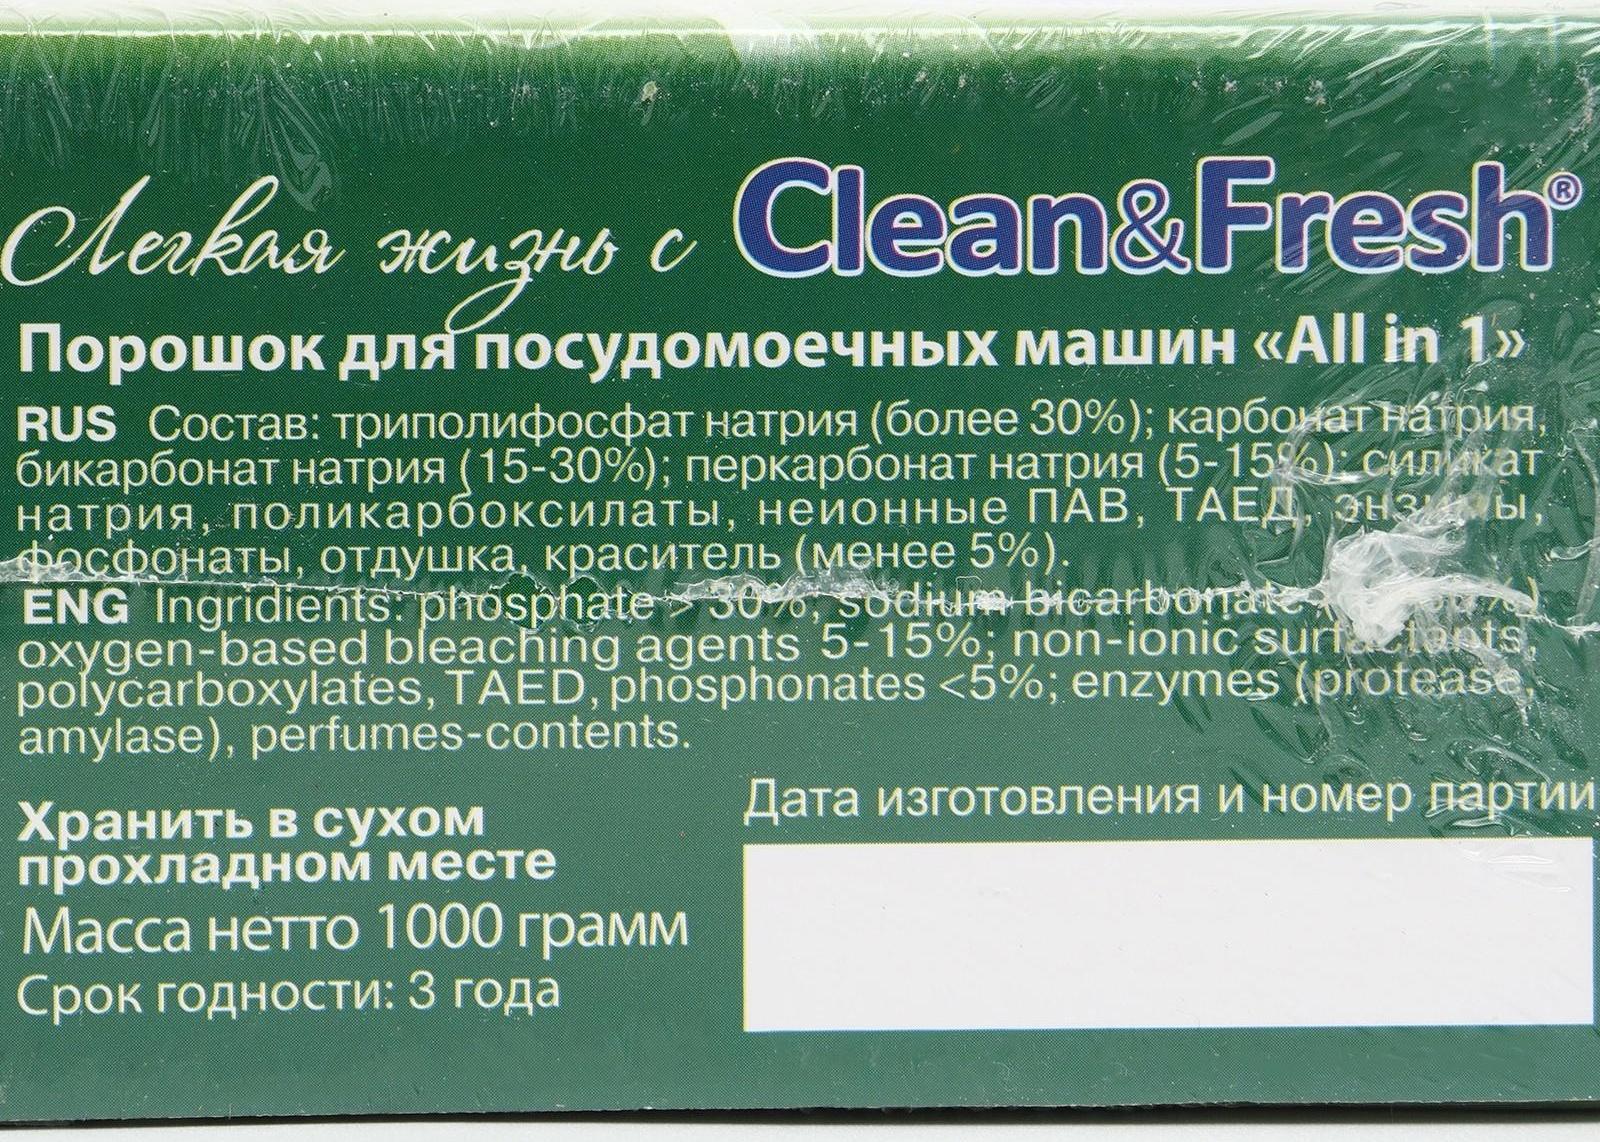 Легкая жизнь с Clean&Fresh®
Порошок для посудомоечных машин «All in 1»
RUS Состав: триполифосфат натрия (более 30%); карбонат натрия,
бикарбонат натрия (15-30%); перкарбонат натрия (5-15%); силикат
натрия, поликарбоксилаты, неионные ПАВ, ТАЕД, энзимы,
фосфонаты, отдушка, краситель (менее 5%).
ENG Ingridients: phosphate > 30%; sodium bicarbonate
oxygen-based bleaching agents 5-15%; non-ionic surfactants,
polycarboxylates, TAED, phosphonates <5%; enzymes (protease,
amylase), perfumes-contents.
Хранить в сухом
прохладном месте
Масса нетто 1000 грамм
Срок годности: 3 года
Дата изготовления и номер партии